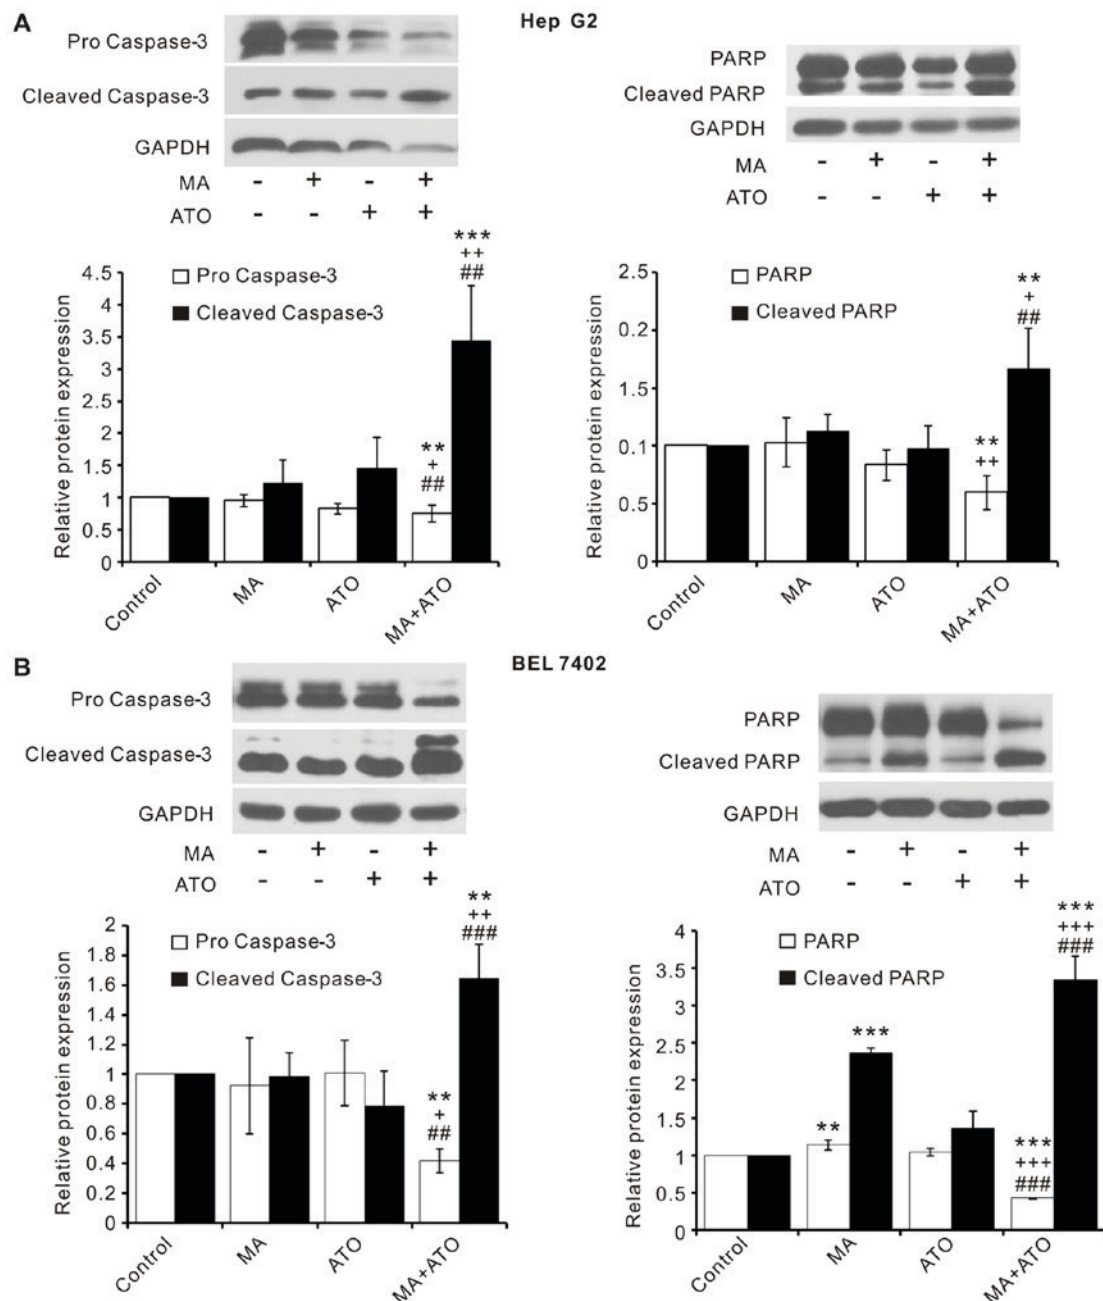 A
Hep G2
Pro Caspase-3
Cleaved Caspase-3
GAPDH
MA - + - +
ATO - - + +
PARP
Cleaved PARP
GAPDH
MA - + - +
ATO - - + +
Relative protein expression
4.5
4
3.5
3
2.5
2
1.5
1
0.5
0
Pro Caspase-3
Cleaved Caspase-3
**
+
##
***
++
##
Control
MA
ATO
MA+ATO
Relative protein expression
2.5
0.2
1.5
0.1
0.5
0
PARP
Cleaved PARP
**
++
**
+
##
Control
MA
ATO
MA+ATO
B
BEL 7402
Pro Caspase-3
Cleaved Caspase-3
GAPDH
MA - + - +
ATO - - + +
PARP
Cleaved PARP
GAPDH
MA - + - +
ATO - - + +
Relative protein expression
2
1.8
1.6
1.4
1.2
1
0.8
0.6
0.4
0.2
0
Pro Caspase-3
Cleaved Caspase-3
**
+
##
**
++
###
Control
MA
ATO
MA+ATO
Relative protein expression
4
3.5
3
2.5
2
1.5
1
0.5
0
PARP
Cleaved PARP
**
***
***
+++
###
***
+++
###
Control
MA
ATO
MA+ATO